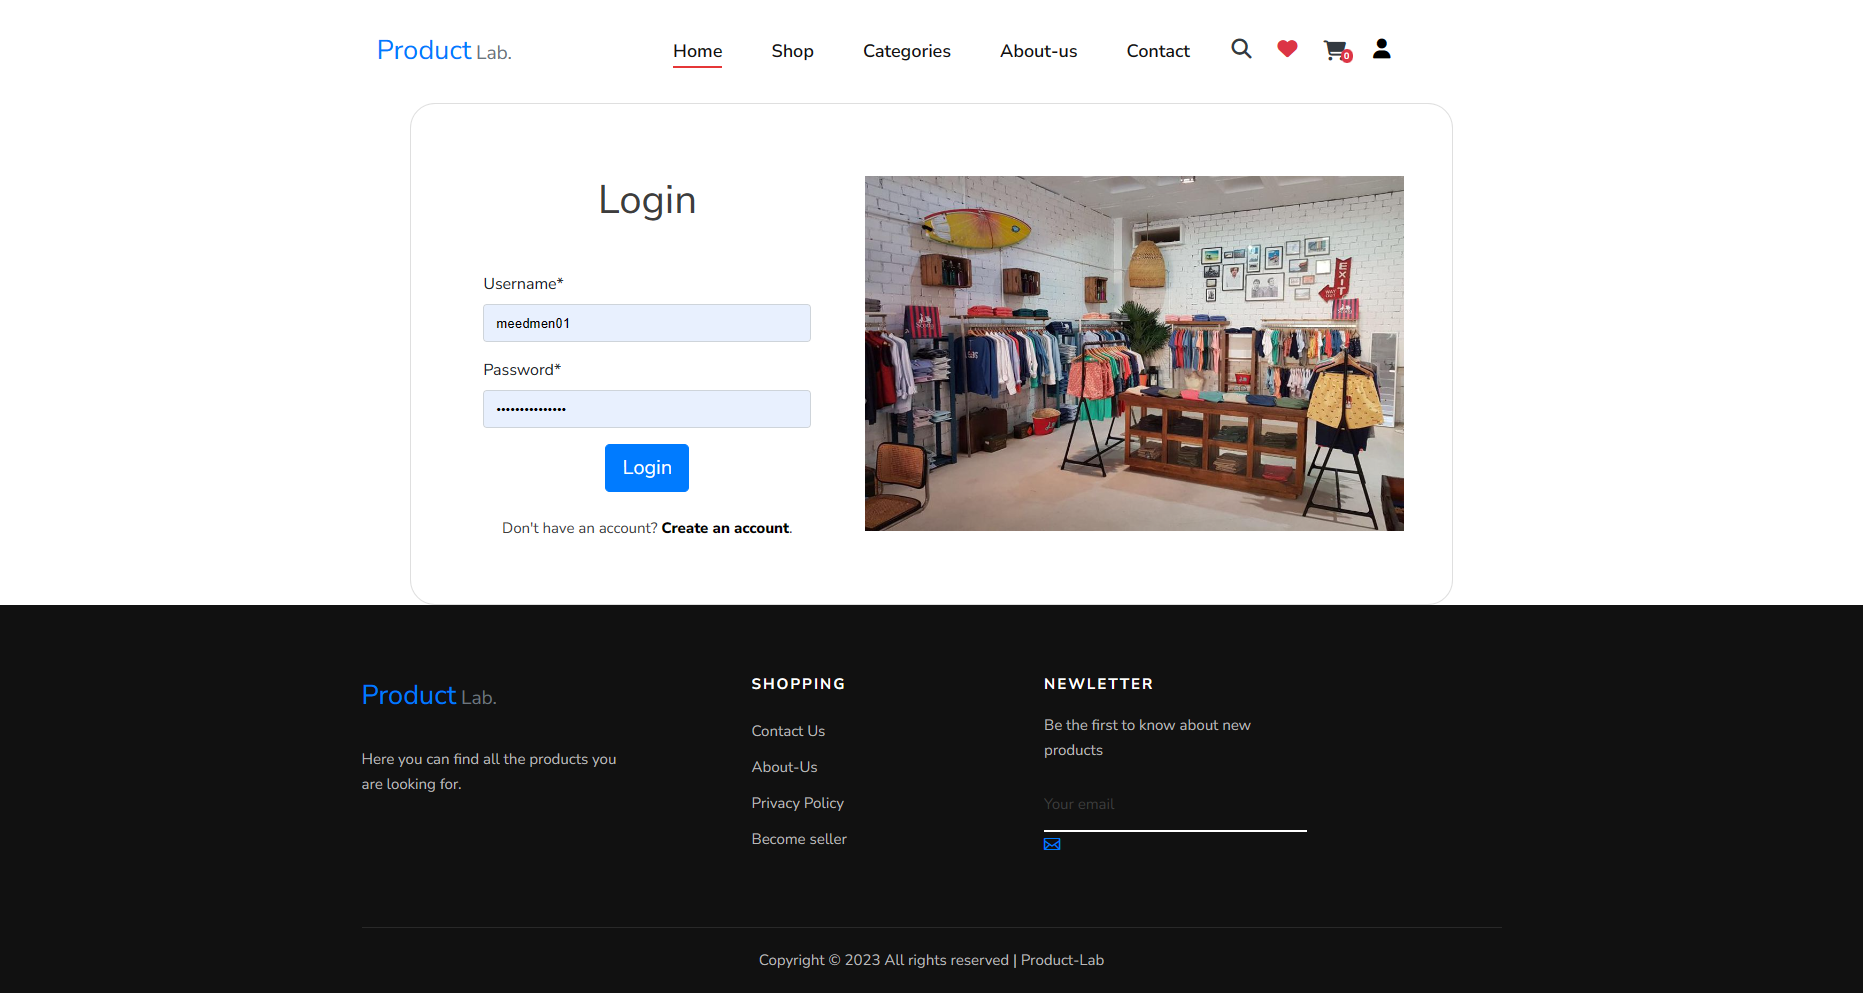 Product Lab.
Home
Shop
Categories
About-us
Contact
0
Login
Username*
meedmen01
Password*
•••••••••••••••
Login
Don't have an account? Create an account.
EXIT
Product Lab.
Here you can find all the products you
are looking for.
SHOPPING
Contact Us
About-Us
Privacy Policy
Become seller
NEWLETTER
Be the first to know about new
products
Your email
Copyright © 2023 All rights reserved | Product-Lab